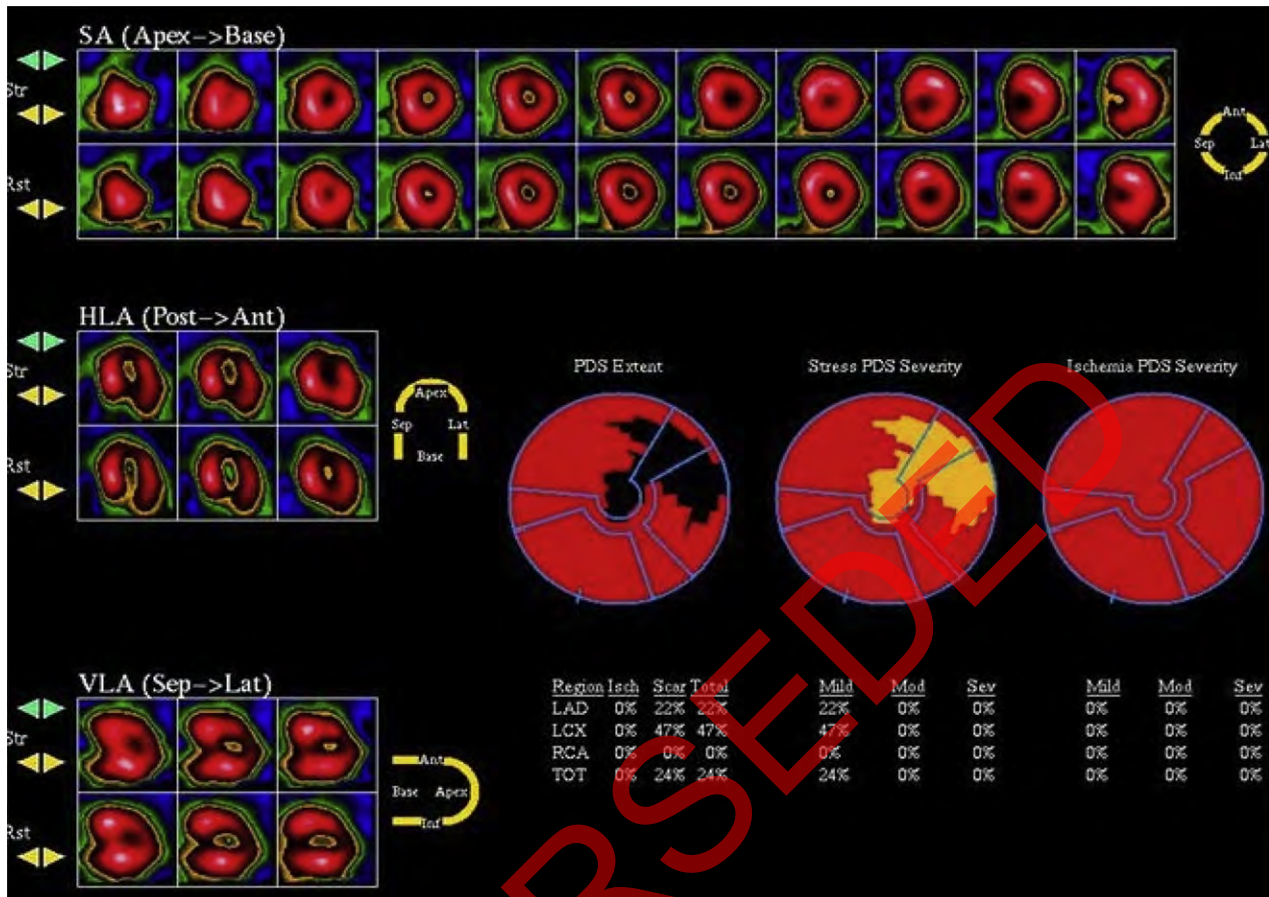 SA (Apex->Base)
Str
Rst
Ant
Sep Lat
Inf
HLA (Post->Ant)
Str
Rst
Apex
Sep Lat
Base
PDS Extent Stress PDS Severity Ischemia PDS Severity
VLA (Sep->Lat)
Str
Rst
Ant
Base Apex
Inf
Region Isch Scar Total Mild Mod Sev Mild Mod Sev
LAD 0% 22% 22% 22% 0% 0% 0% 0% 0%
LCX 0% 47% 47% 47% 0% 0% 0% 0% 0%
RCA 0% 0% 0% 0% 0% 0% 0% 0% 0%
TOT 0% 24% 24% 24% 0% 0% 0% 0% 0%
RSEDED